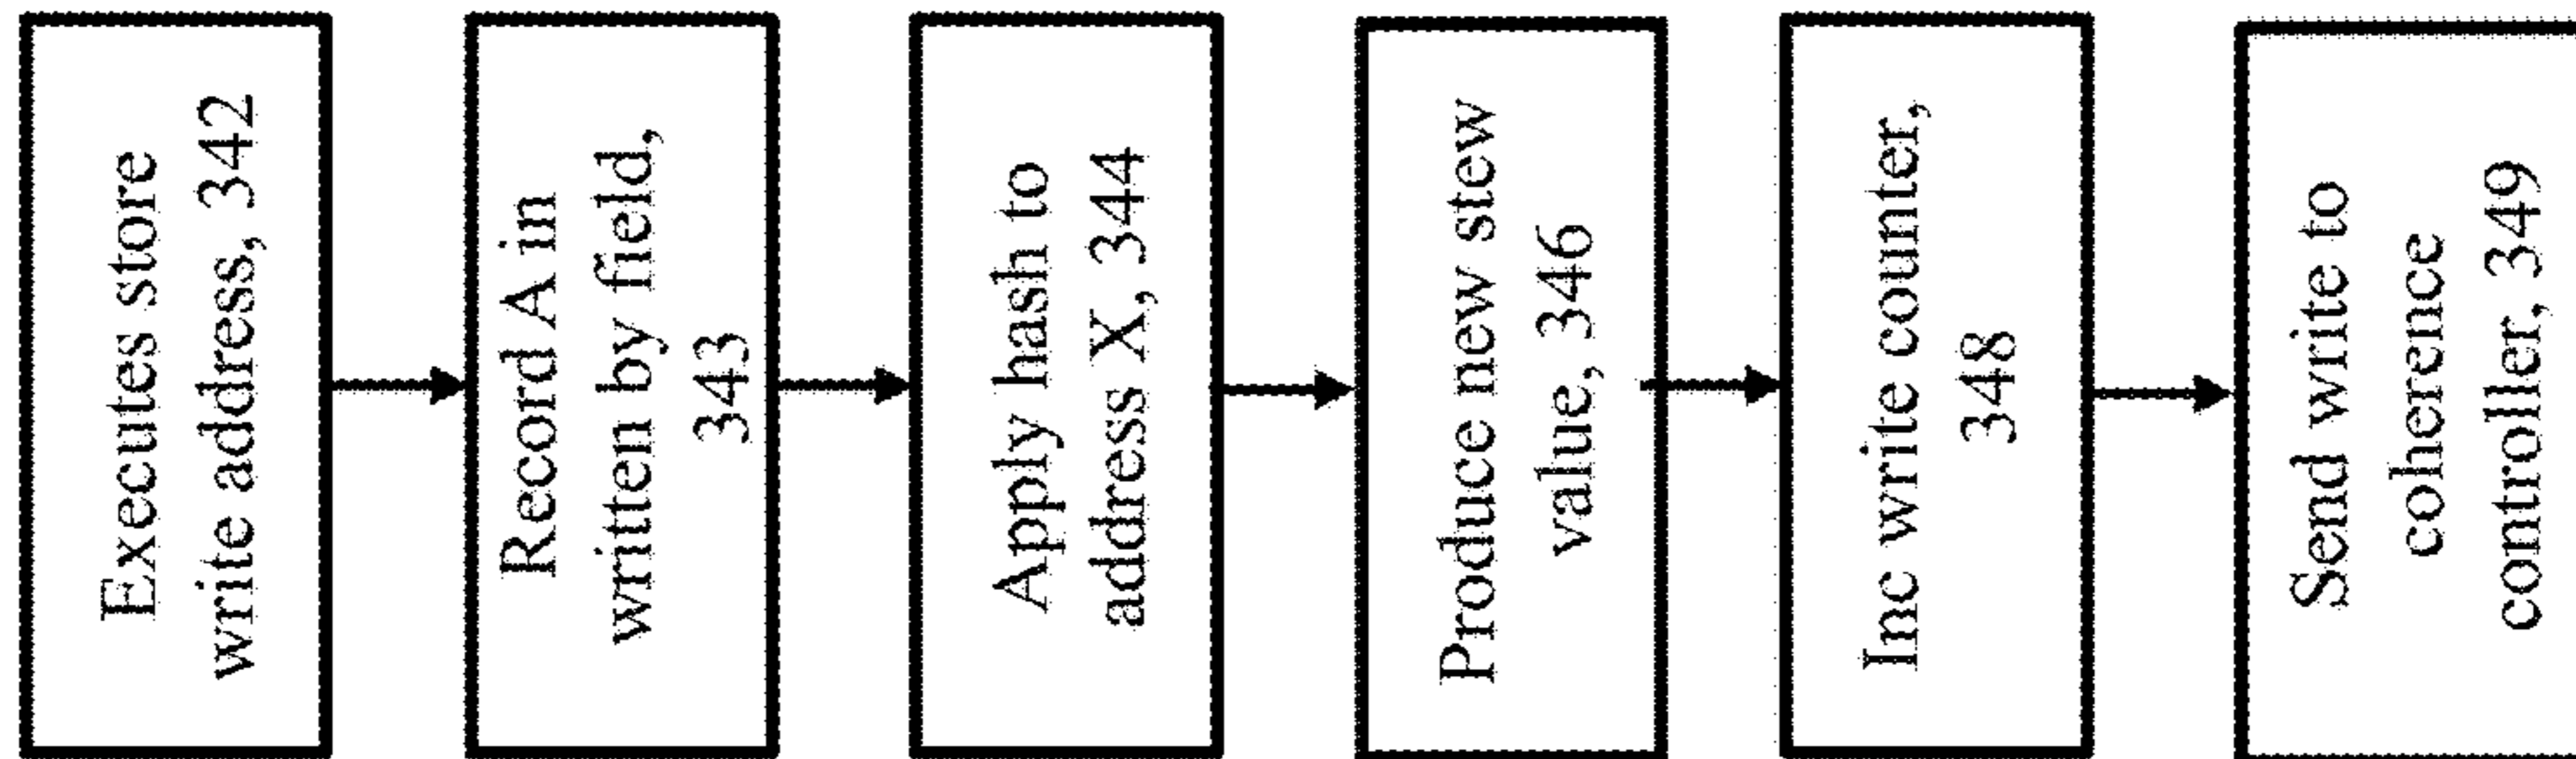 Executes store
write address, 342
Record A in
written by field,
343
Apply hash to
address X, 344
Produce new stew
value, 346
Inc write counter,
348
Send write to
coherence
controller, 349